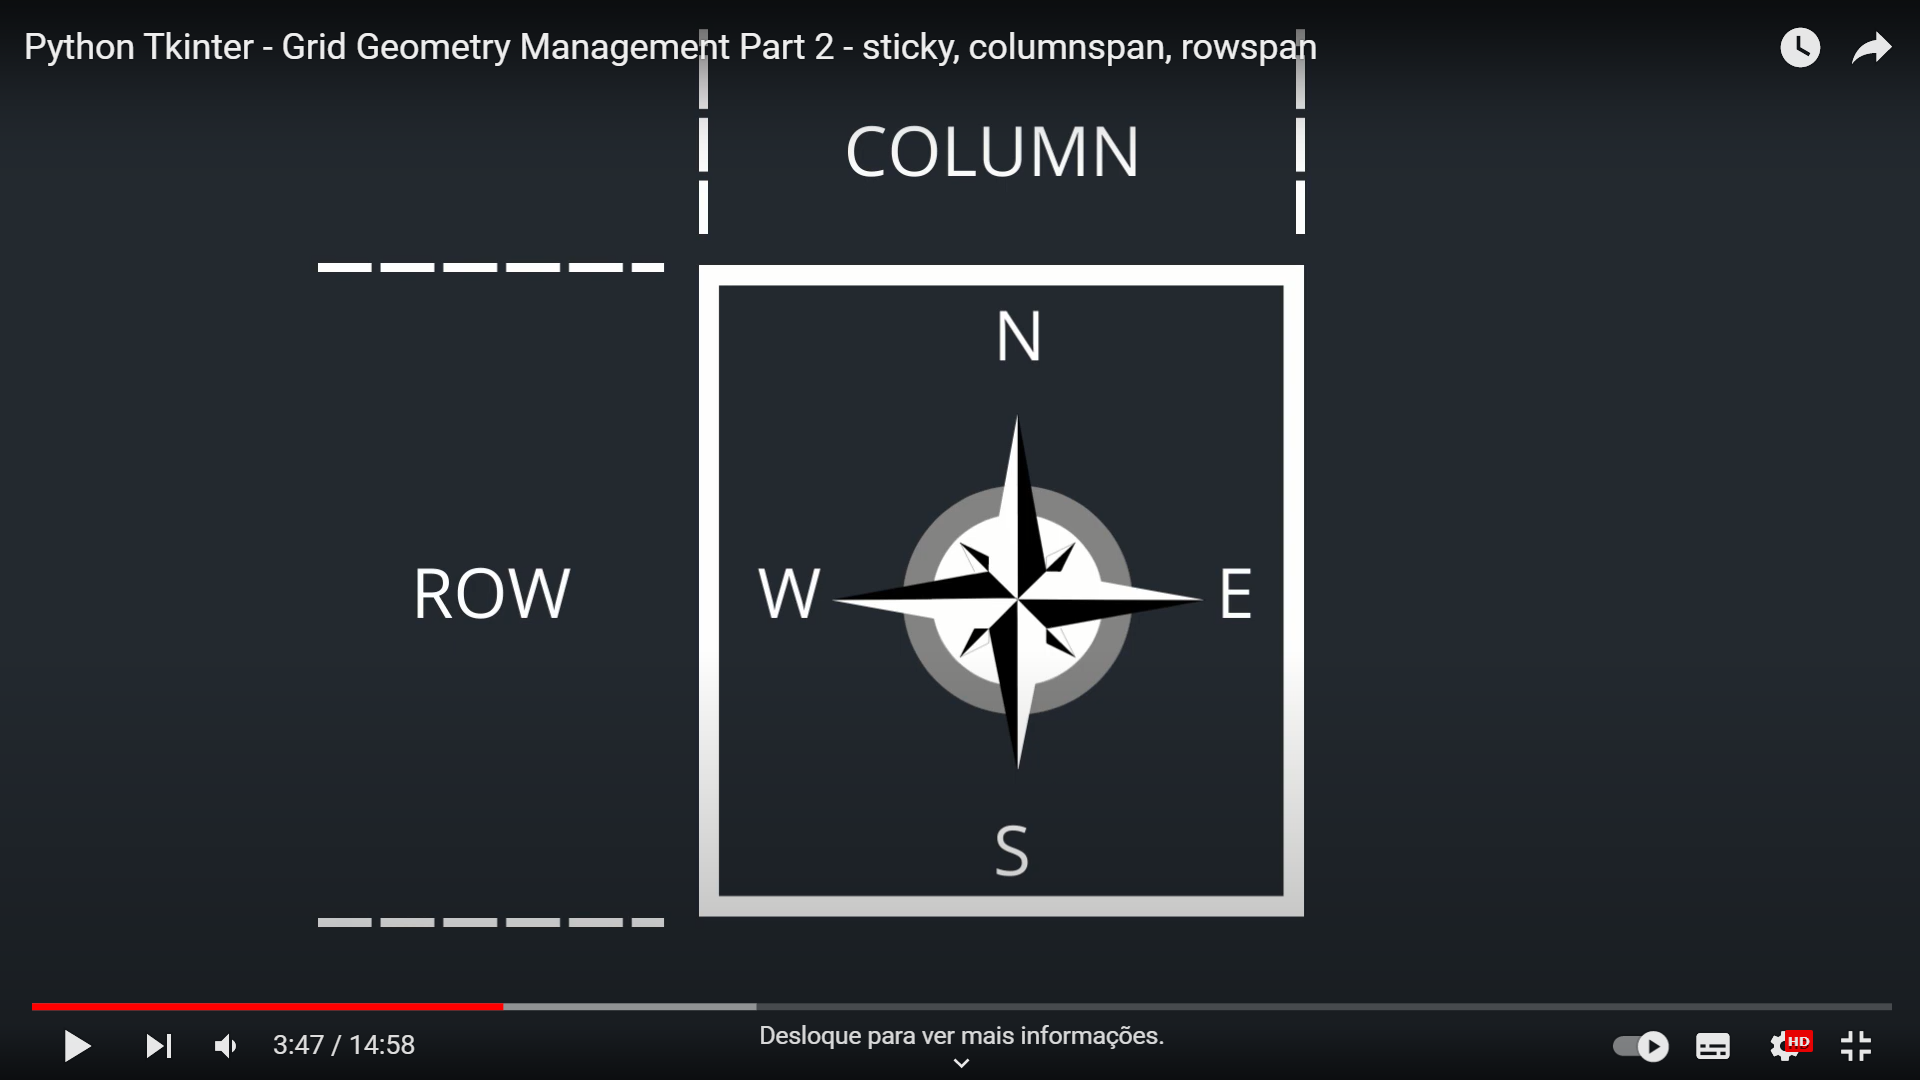 Python Tkinter - Grid Geometry Management Part 2 - sticky, columnspan, rowspan
COLUMN
N
ROW
W
E
S
3:47 / 14:58
Desloque para ver mais informações.
HD